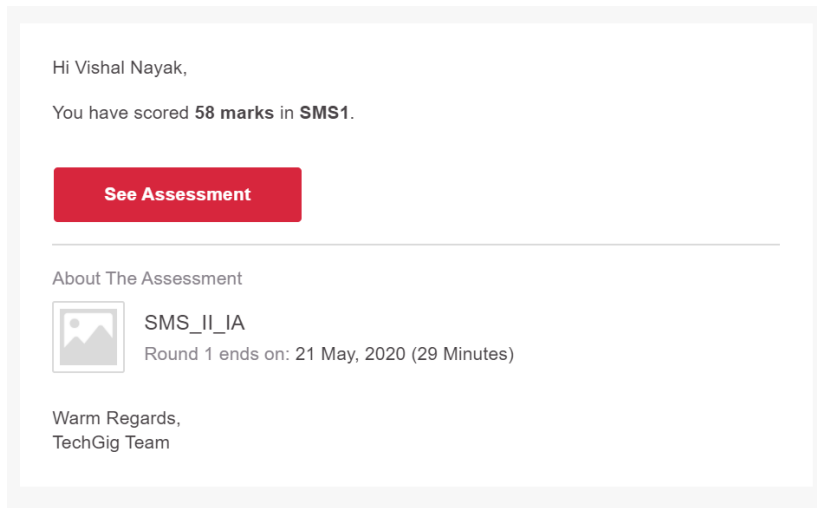 Hi Vishal Nayak,
You have scored 58 marks in SMS1.
See Assessment
About The Assessment
SMS_II_IA
Round 1 ends on: 21 May, 2020 (29 Minutes)
Warm Regards,
TechGig Team